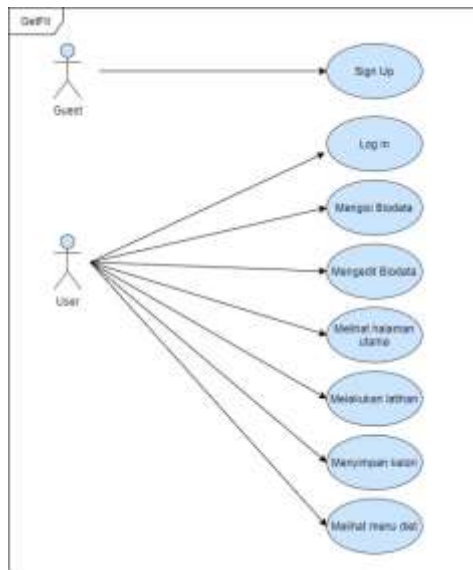 GetFit
Sign Up
Guest
Log in
Mengisi Biodata
Mengedit Biodata
User
Melihat halaman
utama
Melakukan latihan
Menyimpan kalori
Melihat menu diet